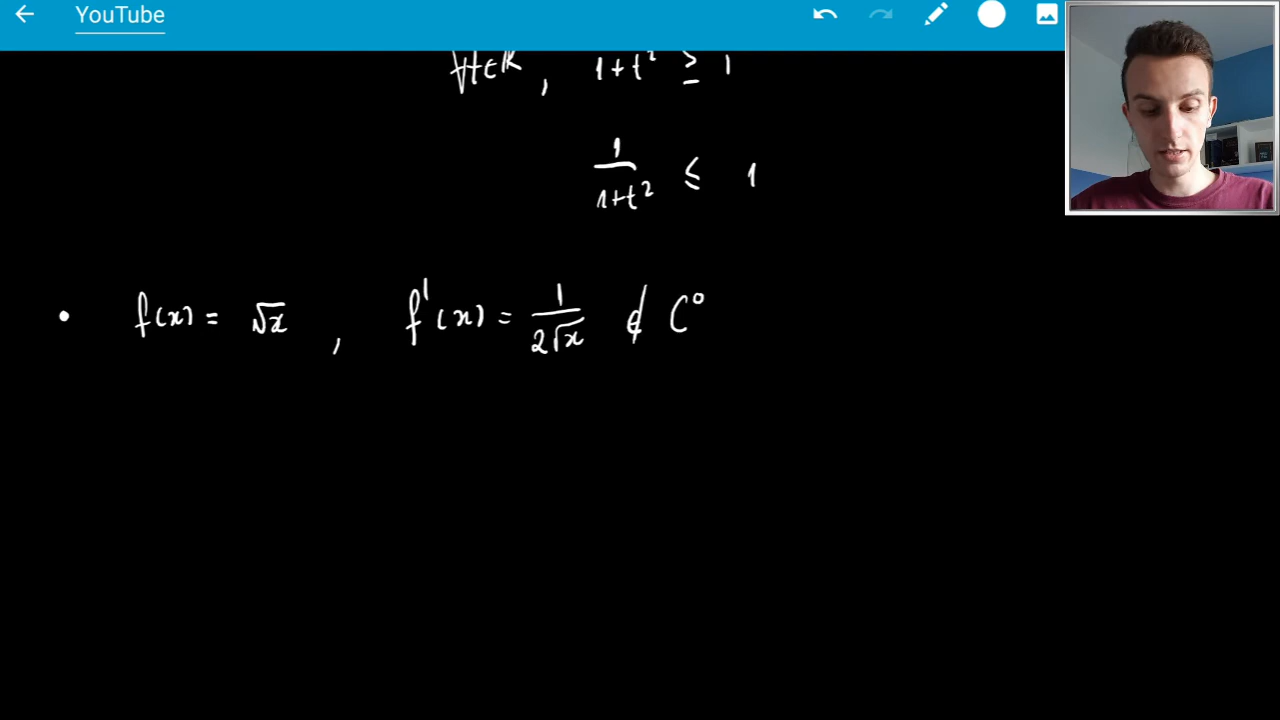 YouTube
∀t∈ℝ, 1+t² ≥ 1
1/(1+t²) ≤ 1
• f(x) = √x , f'(x) = 1/(2√x) ∉ C⁰